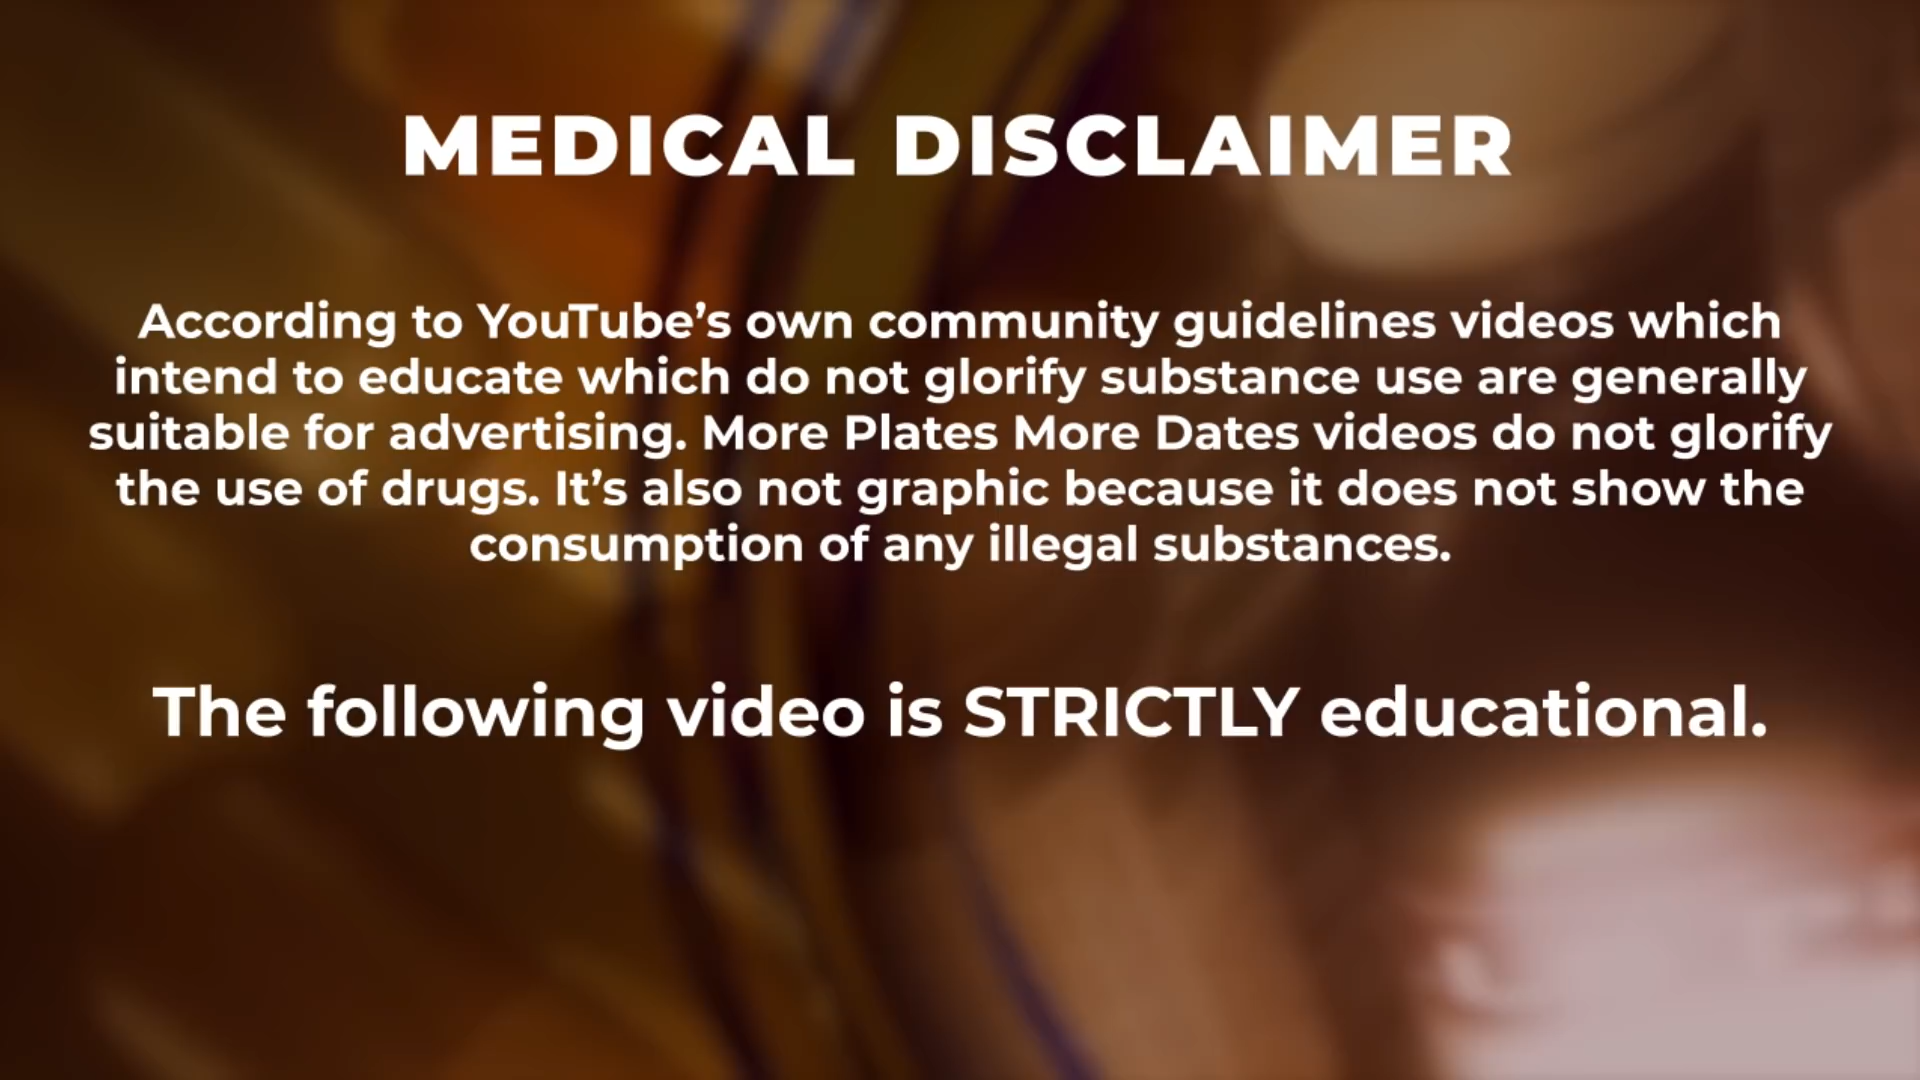 MEDICAL DISCLAIMER
According to YouTube’s own community guidelines videos which
intend to educate which do not glorify substance use are generally
suitable for advertising. More Plates More Dates videos do not glorify
the use of drugs. It’s also not graphic because it does not show the
consumption of any illegal substances.
The following video is STRICTLY educational.